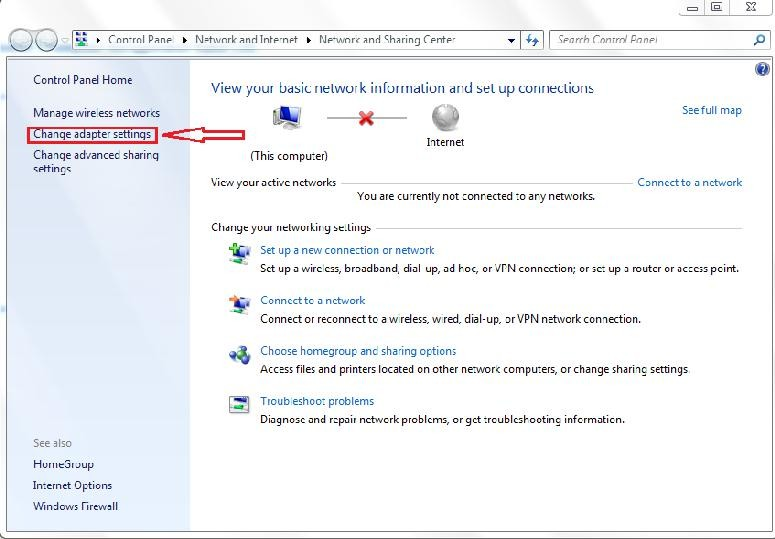 Control Panel Network and Internet Network and Sharing Center Search Control Panel
Control Panel Home
Manage wireless networks
Change adapter settings
Change advanced sharing
settings
See also
HomeGroup
Internet Options
Windows Firewall
View your basic network information and set up connections
See full map
(This computer)
Internet
View your active networks
Connect to a network
You are currently not connected to any networks.
Change your networking settings
Set up a new connection or network
Set up a wireless, broadband, dial-up, ad hoc, or VPN connection; or set up a router or access point.
Connect to a network
Connect or reconnect to a wireless, wired, dial-up, or VPN network connection.
Choose homegroup and sharing options
Access files and printers located on other network computers, or change sharing settings.
Troubleshoot problems
Diagnose and repair network problems, or get troubleshooting information.